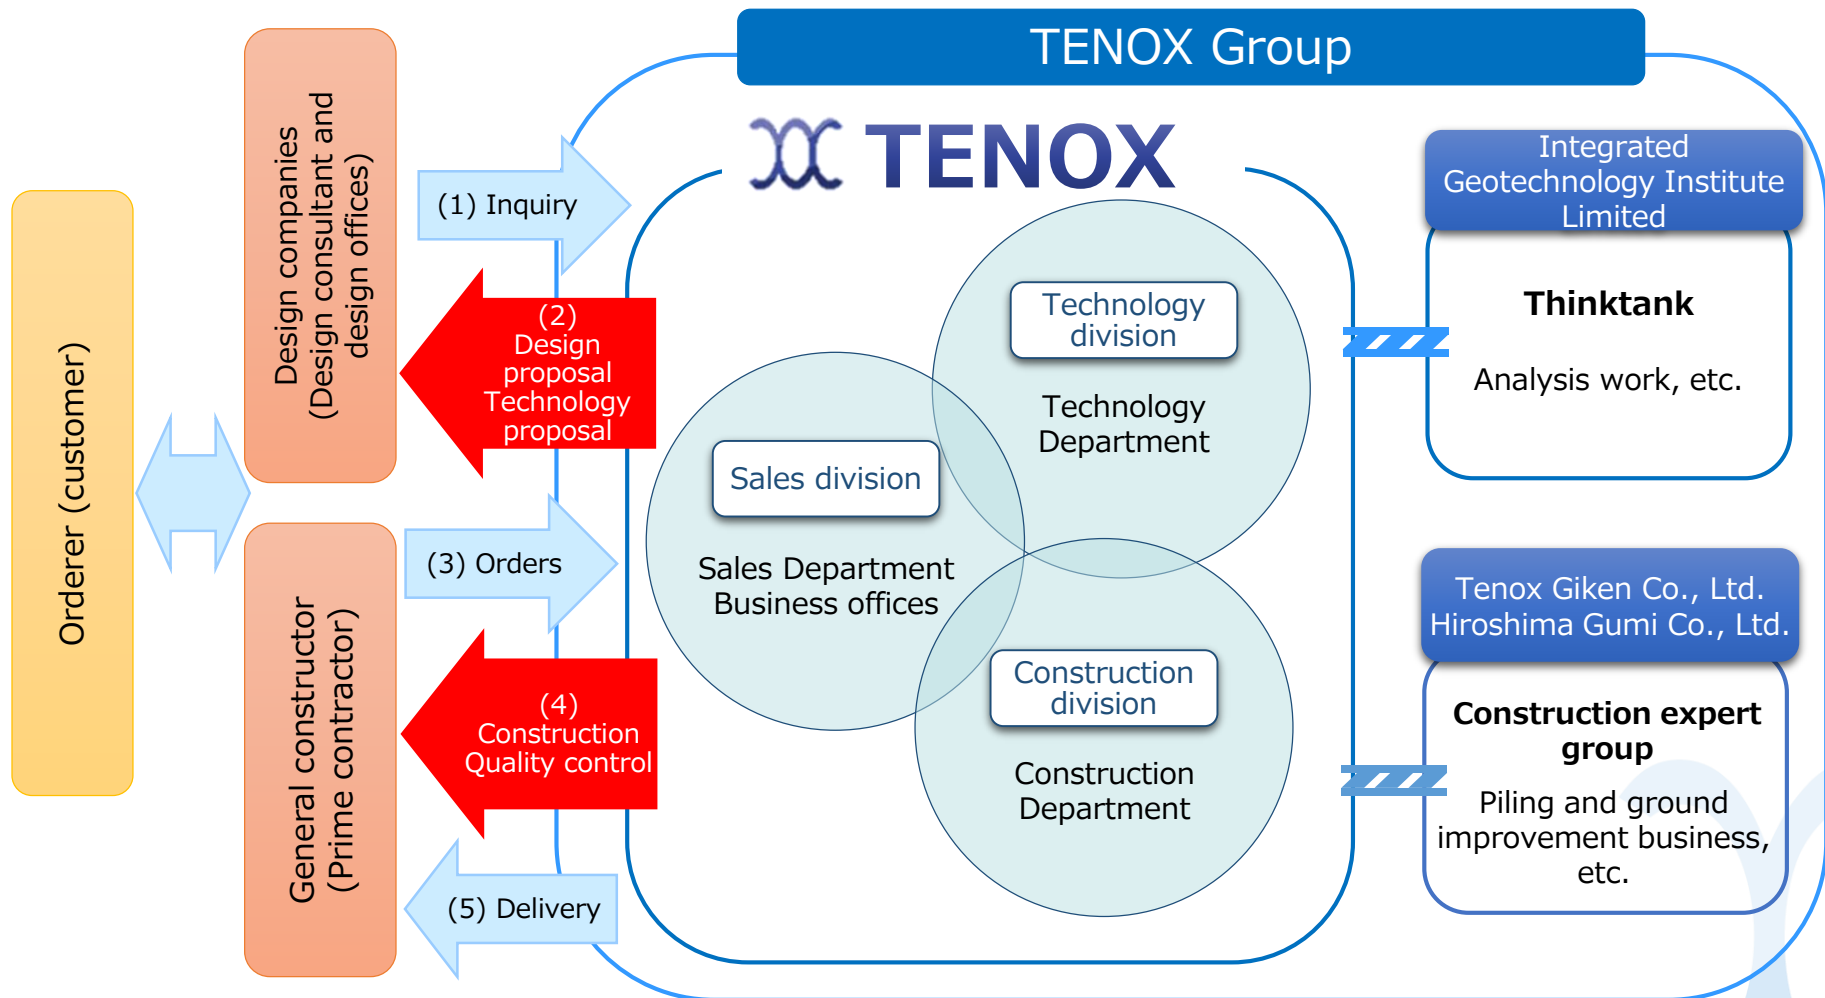 TENOX Group
TENOX
Orderer (customer)
Design companies
(Design consultant and
design offices)
General constructor
(Prime contractor)
(1) Inquiry
(2)
Design
proposal
Technology
proposal
(3) Orders
(4)
Construction
Quality control
(5) Delivery
Technology
division
Technology
Department
Sales division
Sales Department
Business offices
Construction
division
Construction
Department
Integrated
Geotechnology Institute
Limited
Thinktank
Analysis work, etc.
Tenox Giken Co., Ltd.
Hiroshima Gumi Co., Ltd.
Construction expert
group
Piling and ground
improvement business,
etc.